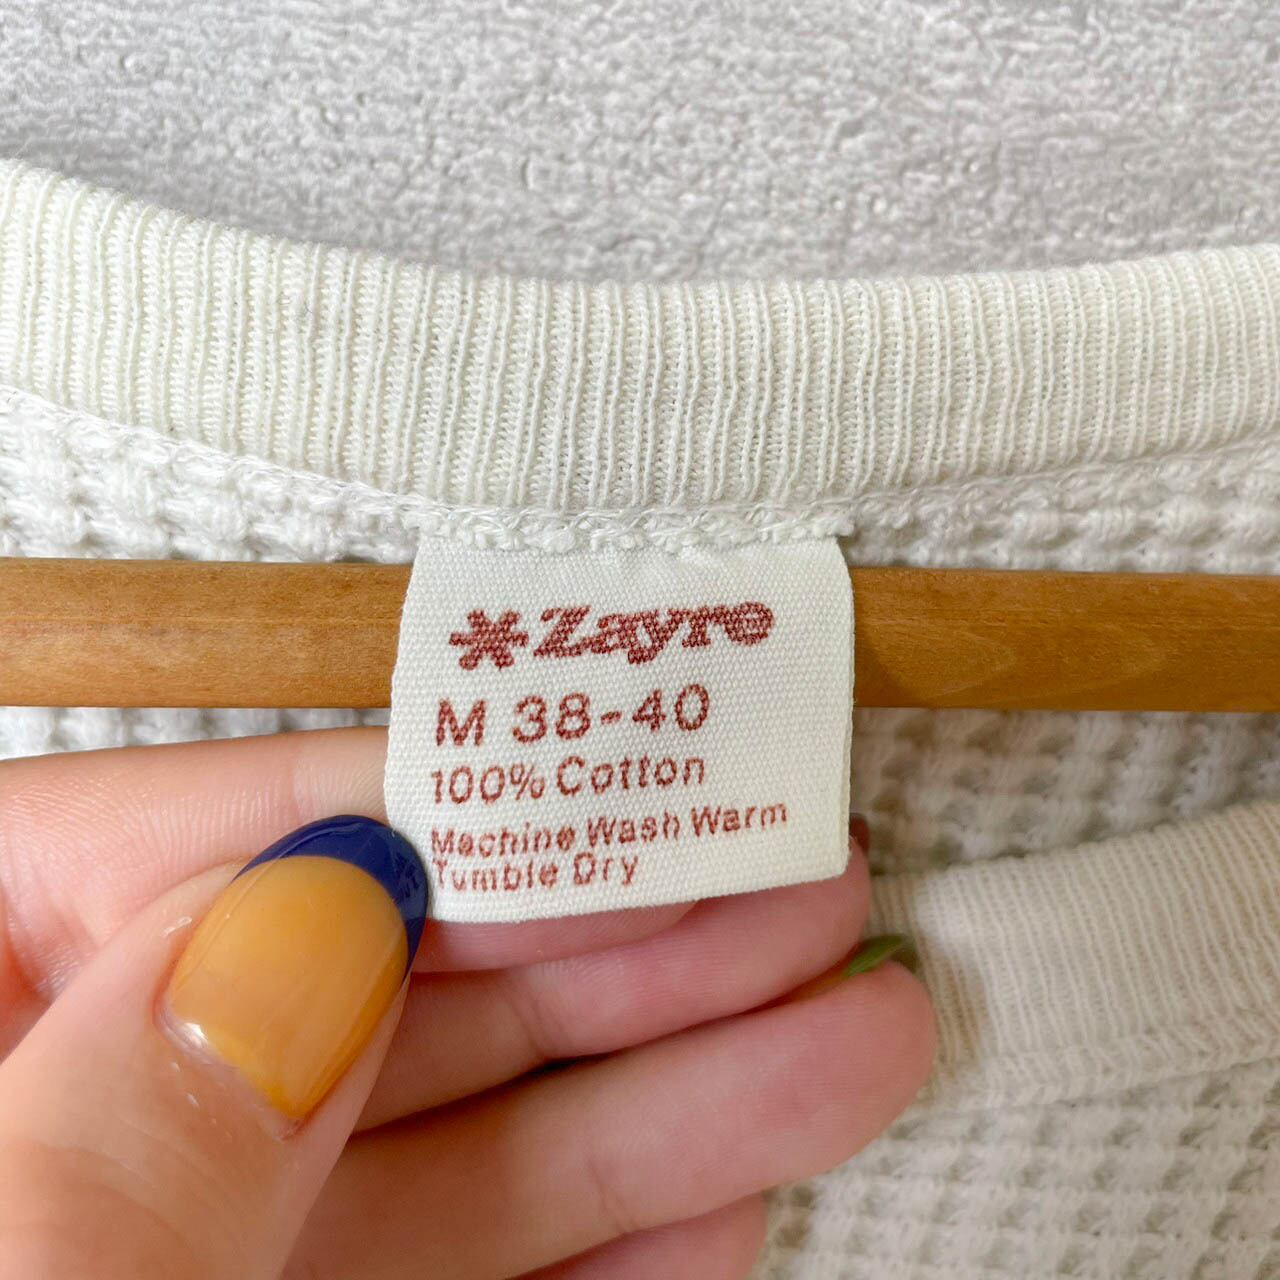 *Zayre
M 38-40
100% Cotton
Machine Wash Warm
Tumble Dry